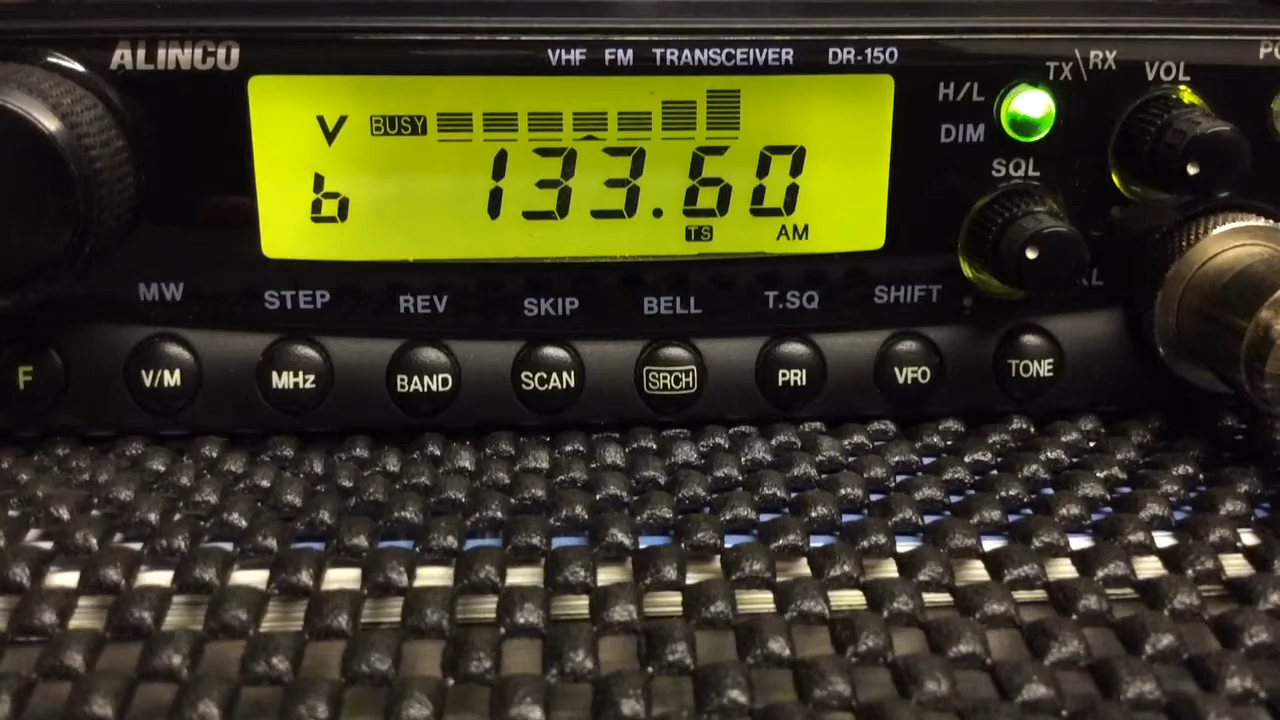 ALINCO VHF FM TRANSCEIVER DR-150
H/L TX\RX VOL
DIM
V BUSY
SQL
b 133.60
TS AM
MW STEP REV SKIP BELL T.SQ SHIFT
F V/M MHz BAND SCAN SRCH PRI VFO TONE